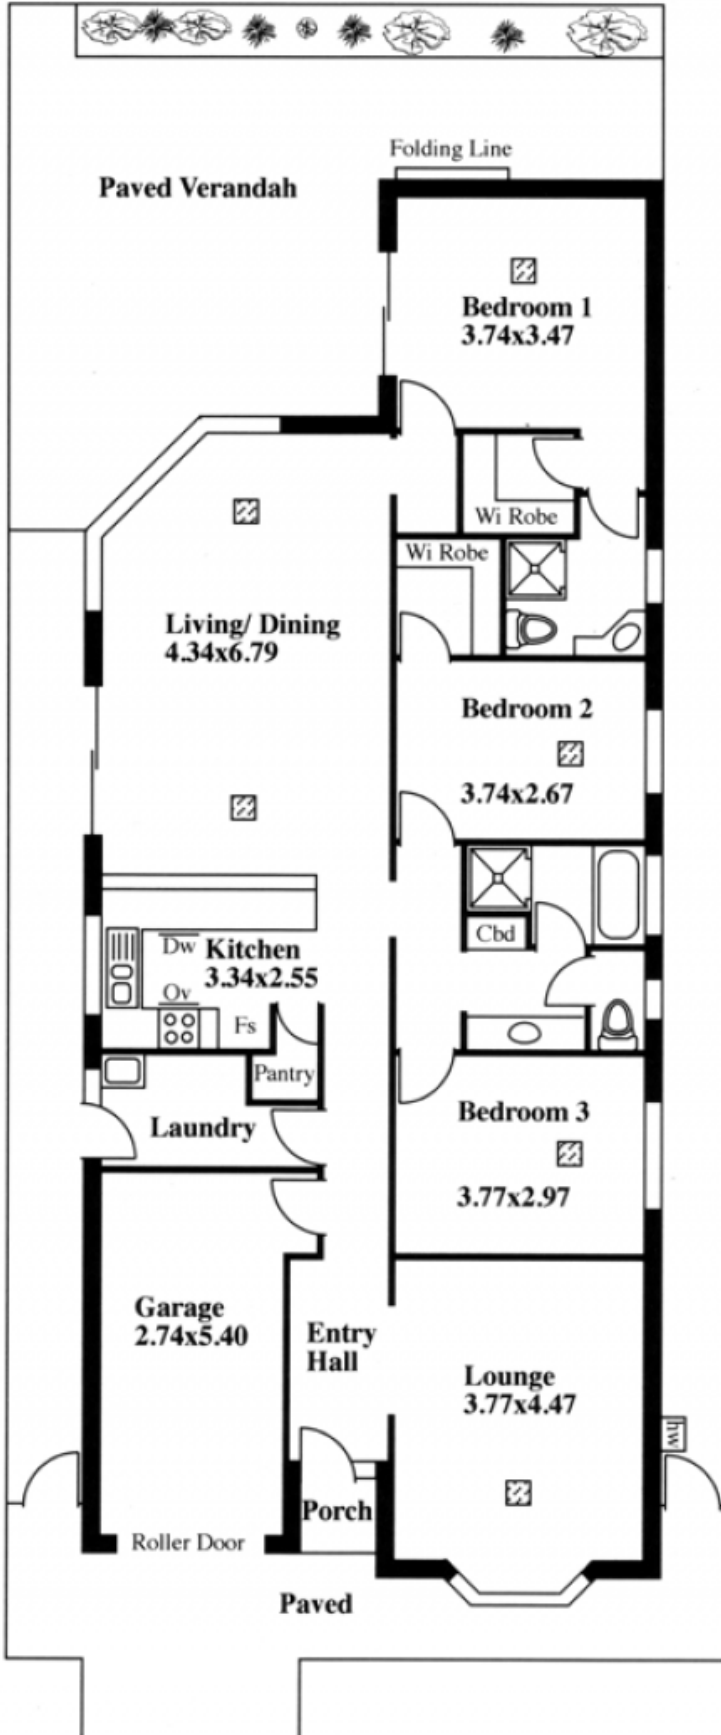 Folding Line
Paved Verandah
Bedroom 1
3.74x3.47
Wi Robe
Wi Robe
Living/ Dining
4.34x6.79
Bedroom 2
3.74x2.67
Cbd
Dw
Kitchen
3.34x2.55
Ov
Fs
Pantry
Laundry
Bedroom 3
3.77x2.97
Garage
2.74x5.40
Entry
Hall
Lounge
3.77x4.47
hw
Porch
Roller Door
Paved